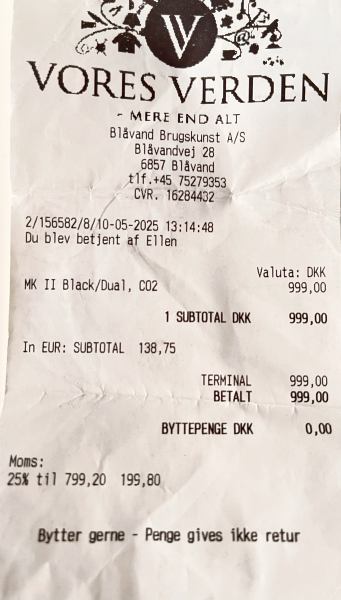 W
VORES VERDEN
- MERE END ALT
Blåvand Brugskunst A/S
Blåvandvej 28
6857 Blåvand
tlf.+45 75279353
CVR. 16284432
2/156582/8/10-05-2025 13:14:48
Du blev betjent af Ellen
Valuta: DKK
MK II Black/Dual, CO2 999,00
1 SUBTOTAL DKK 999,00
In EUR: SUBTOTAL 138,75
TERMINAL 999,00
BETALT 999,00
BYTTEPENGE DKK 0,00
Moms:
25% til 799,20 199,80
Bytter gerne - Penge gives ikke retur